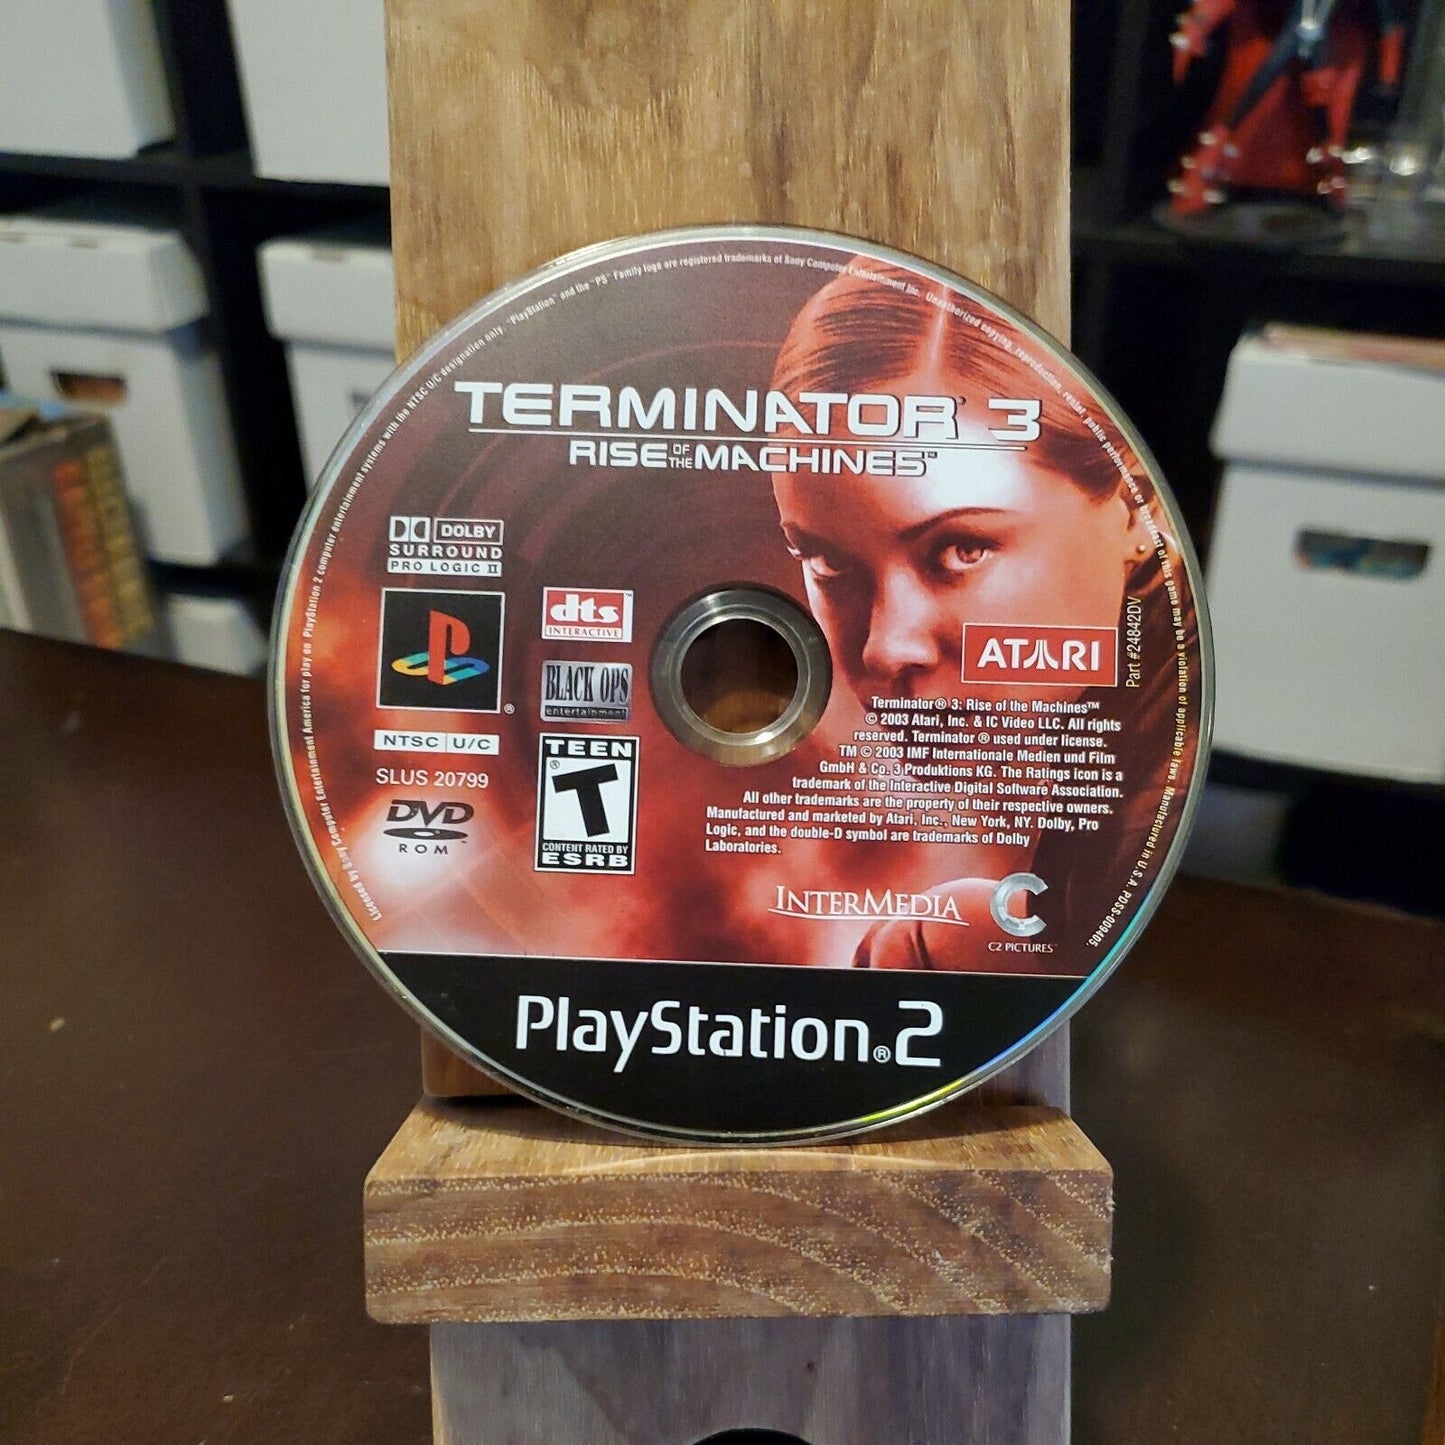 Licensed by Sony Computer Entertainment America for play on PlayStation 2 computer entertainment systems with the NTSC U/C designation only. "PlayStation" and the "PS" Family logo are registered trademarks of Sony Computer Entertainment Inc. Unauthorized copying, reproduction, rental, public performance or broadcast of this game may be a violation of applicable laws. Manufactured in U.S.A. PDSS-009405.
TERMINATOR® 3
RISE OF THE MACHINES™
DOLBY
SURROUND
PRO LOGIC II
dts™
INTERACTIVE
BLACK OPS
entertainment
®
NTSC U/C
SLUS 20799
DVD
ROM™
TEEN
®
T
CONTENT RATED BY
ESRB
ATARI
Part #24842DV
Terminator® 3: Rise of the Machines™
© 2003 Atari, Inc. & IC Video LLC. All rights
reserved. Terminator ® used under license.
TM © 2003 IMF Internationale Medien und Film
GmbH & Co. 3 Produktions KG. The Ratings icon is a
trademark of the Interactive Digital Software Association.
All other trademarks are the property of their respective owners.
Manufactured and marketed by Atari, Inc., New York, NY. Dolby, Pro
Logic, and the double-D symbol are trademarks of Dolby
Laboratories.
INTERMEDIA
C
C2 PICTURES™
PlayStation®2